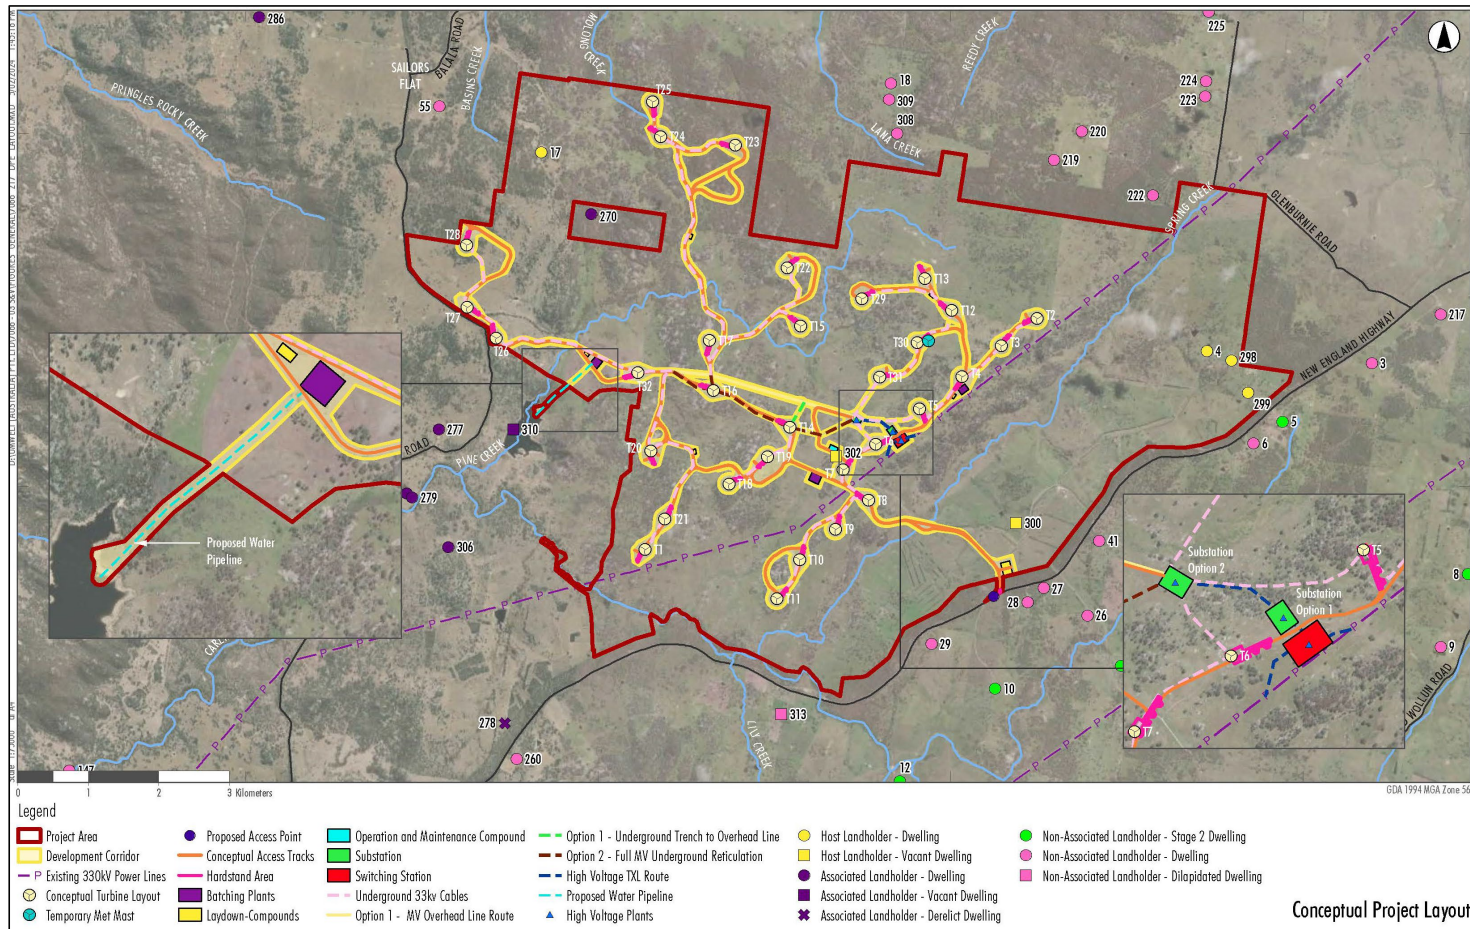 286
225
SAILORS
FLAT
BALALA ROAD
BASINS CREEK
WOLONG
CREEK
REEDY CREEK
PRINGLES ROCKY CREEK
55
18
309
308
LANA CREEK
224
223
220
219
222
T25
T24
T23
17
270
SPRING CREEK
GLENBURNIE ROAD
T28
T22
T13
T29
T12
T2
T27
T26
T15
T30
T3
T17
217
NEW ENGLAND HIGHWAY
4
298
3
299
T32
T16
T31
T4
T5
5
6
277
310
ROAD
PINE CREEK
T20
T14
T6
302
T7
T19
T18
279
T8
T21
T9
300
306
T1
T10
41
T11
27
28
26
29
8
9
10
Proposed Water
Pipeline
Substation
Option 2
T5
Substation
Option 1
T6
T7
WOLLUN ROAD
278
313
LILY CREEK
260
147
12
P P P P P P
0 1 2 3 Kilometers
GDA 1994 MGA Zone 56
Legend
Project Area
Development Corridor
P Existing 330kV Power Lines
Conceptual Turbine Layout
Temporary Met Mast
Proposed Access Point
Conceptual Access Tracks
Hardstand Area
Batching Plants
Laydown-Compounds
Operation and Maintenance Compound
Substation
Switching Station
Underground 33kv Cables
Option 1 - MV Overhead Line Route
Option 1 - Underground Trench to Overhead Line
Option 2 - Full MV Underground Reticulation
High Voltage TXL Route
Proposed Water Pipeline
High Voltage Plants
Host Landholder - Dwelling
Host Landholder - Vacant Dwelling
Associated Landholder - Dwelling
Associated Landholder - Vacant Dwelling
Associated Landholder - Derelict Dwelling
Non-Associated Landholder - Stage 2 Dwelling
Non-Associated Landholder - Dwelling
Non-Associated Landholder - Dilapidated Dwelling
Conceptual Project Layout